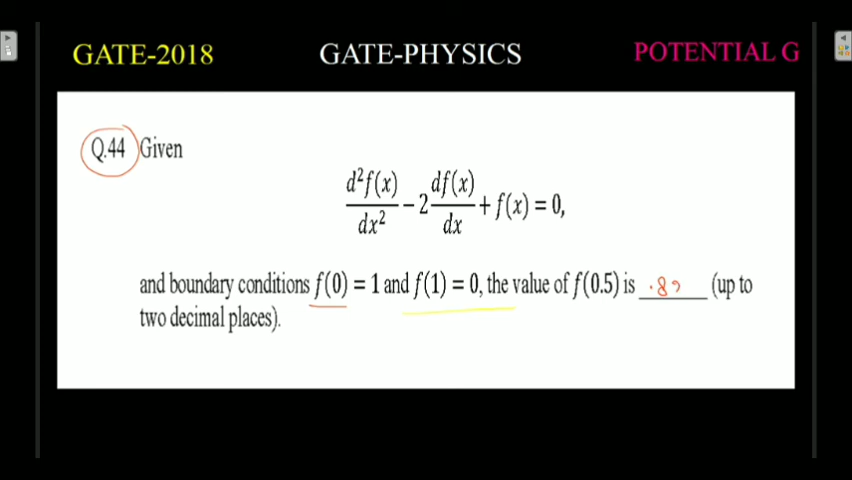 GATE-2018 GATE-PHYSICS POTENTIAL G
Q.44 Given
d²f(x)/dx² − 2 df(x)/dx + f(x) = 0,
and boundary conditions f(0) = 1 and f(1) = 0, the value of f(0.5) is ______ (up to
two decimal places).